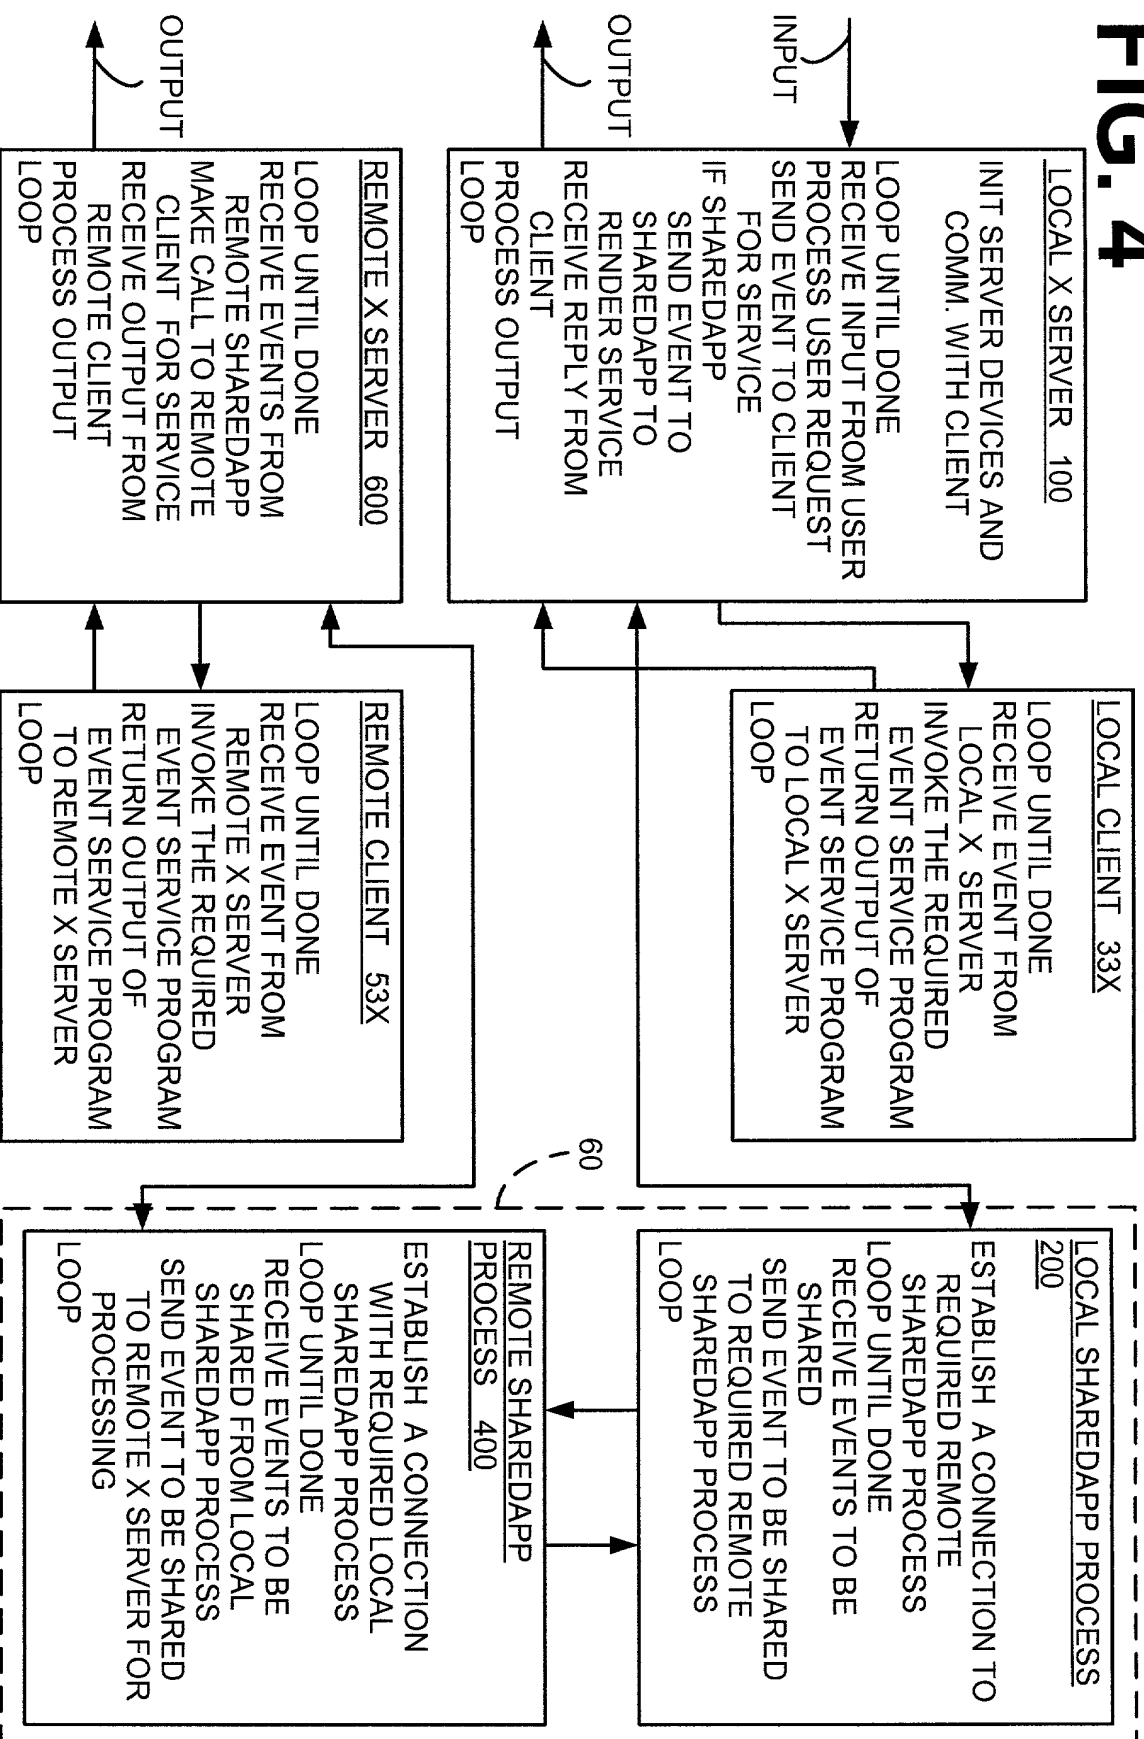 FIG. 4
INPUT
OUTPUT
OUTPUT
LOCAL X SERVER 100
INIT SERVER DEVICES AND
COMM. WITH CLIENT
LOOP UNTIL DONE
RECEIVE INPUT FROM USER
PROCESS USER REQUEST
SEND EVENT TO CLIENT
FOR SERVICE
IF SHAREDAPP
SEND EVENT TO
SHAREDAPP TO
RENDER SERVICE
RECEIVE REPLY FROM
CLIENT
PROCESS OUTPUT
LOOP
LOCAL CLIENT 33X
LOOP UNTIL DONE
RECEIVE EVENT FROM
LOCAL X SERVER
INVOKE THE REQUIRED
EVENT SERVICE PROGRAM
RETURN OUTPUT OF
EVENT SERVICE PROGRAM
TO LOCAL X SERVER
LOOP
LOCAL SHAREDAPP PROCESS
200
ESTABLISH A CONNECTION TO
REQUIRED REMOTE
SHAREDAPP PROCESS
LOOP UNTIL DONE
RECEIVE EVENTS TO BE
SHARED
SEND EVENT TO BE SHARED
TO REQUIRED REMOTE
SHAREDAPP PROCESS
LOOP
60
REMOTE X SERVER 600
LOOP UNTIL DONE
RECEIVE EVENTS FROM
REMOTE SHAREDAPP
MAKE CALL TO REMOTE
CLIENT FOR SERVICE
RECEIVE OUTPUT FROM
REMOTE CLIENT
PROCESS OUTPUT
LOOP
REMOTE CLIENT 53X
LOOP UNTIL DONE
RECEIVE EVENT FROM
REMOTE X SERVER
INVOKE THE REQUIRED
EVENT SERVICE PROGRAM
RETURN OUTPUT OF
EVENT SERVICE PROGRAM
TO REMOTE X SERVER
LOOP
REMOTE SHAREDAPP
PROCESS 400
ESTABLISH A CONNECTION
WITH REQUIRED LOCAL
SHAREDAPP PROCESS
LOOP UNTIL DONE
RECEIVE EVENTS TO BE
SHARED FROM LOCAL
SHAREDAPP PROCESS
SEND EVENT TO BE SHARED
TO REMOTE X SERVER FOR
PROCESSING
LOOP